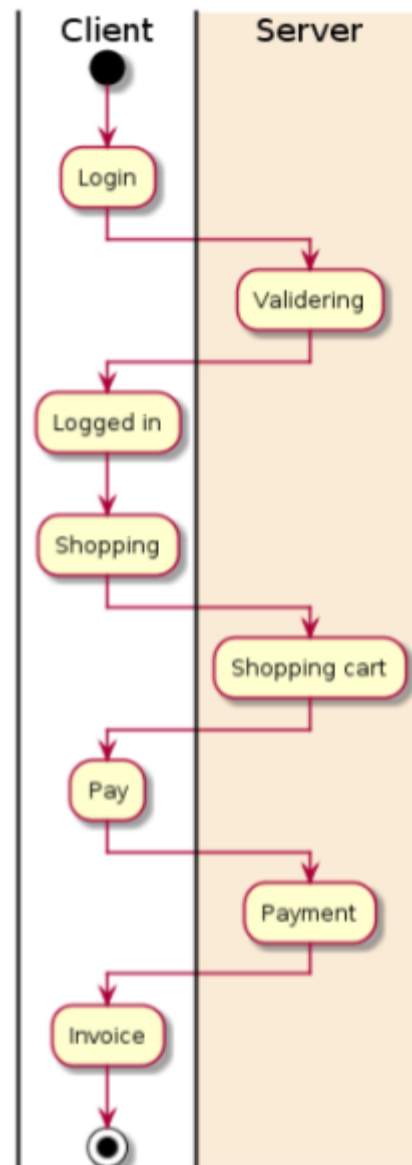 Client
Server
Login
Validering
Logged in
Shopping
Shopping cart
Pay
Payment
Invoice